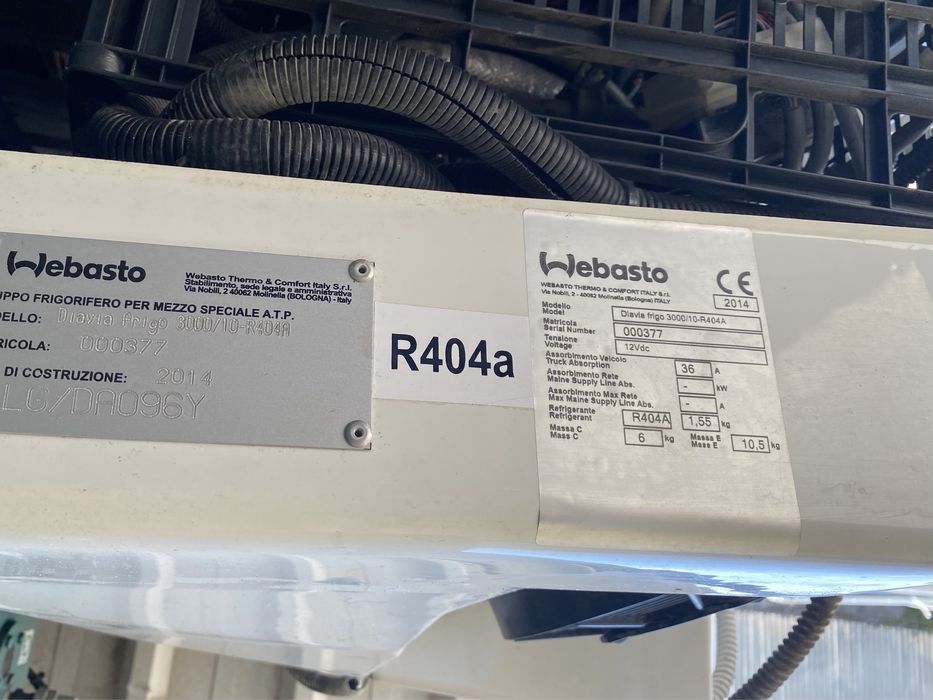 Webasto
Webasto Thermo & Comfort Italy S.r.l.
Stabilimento, sede legale e amministrativa
Via Nobili, 2 40062 Molinella (BOLOGNA) - Italy
UPPO FRIGORIFERO PER MEZZO SPECIALE A.T.P.
DELLO: Diavia frigo 3000/10-R404A
RICOLA: 000377
DI COSTRUZIONE: 2014
LG/DA096Y
R404a
Webasto
CE
WEBASTO THERMO & COMFORT ITALY S.r.l.
Via Nobili, 2 - 40062 Molinella (Bologna) ITALY
2014
Modello
Model
Diavia frigo 3000/10-R404A
Matricola
Serial Number
000377
Tensione
Voltage
12Vdc
Assorbimento Veicolo
Truck Absorption
36 A
Assorbimento Rete
Maine Supply Line Abs.
- kW
Assorbimento Max Rete
Max Maine Supply Line Abs.
- A
Refrigerante
Refrigerant
R404A 1,55 kg
Massa C
Mass C
6 kg
Massa E
Mass E
10,5 kg